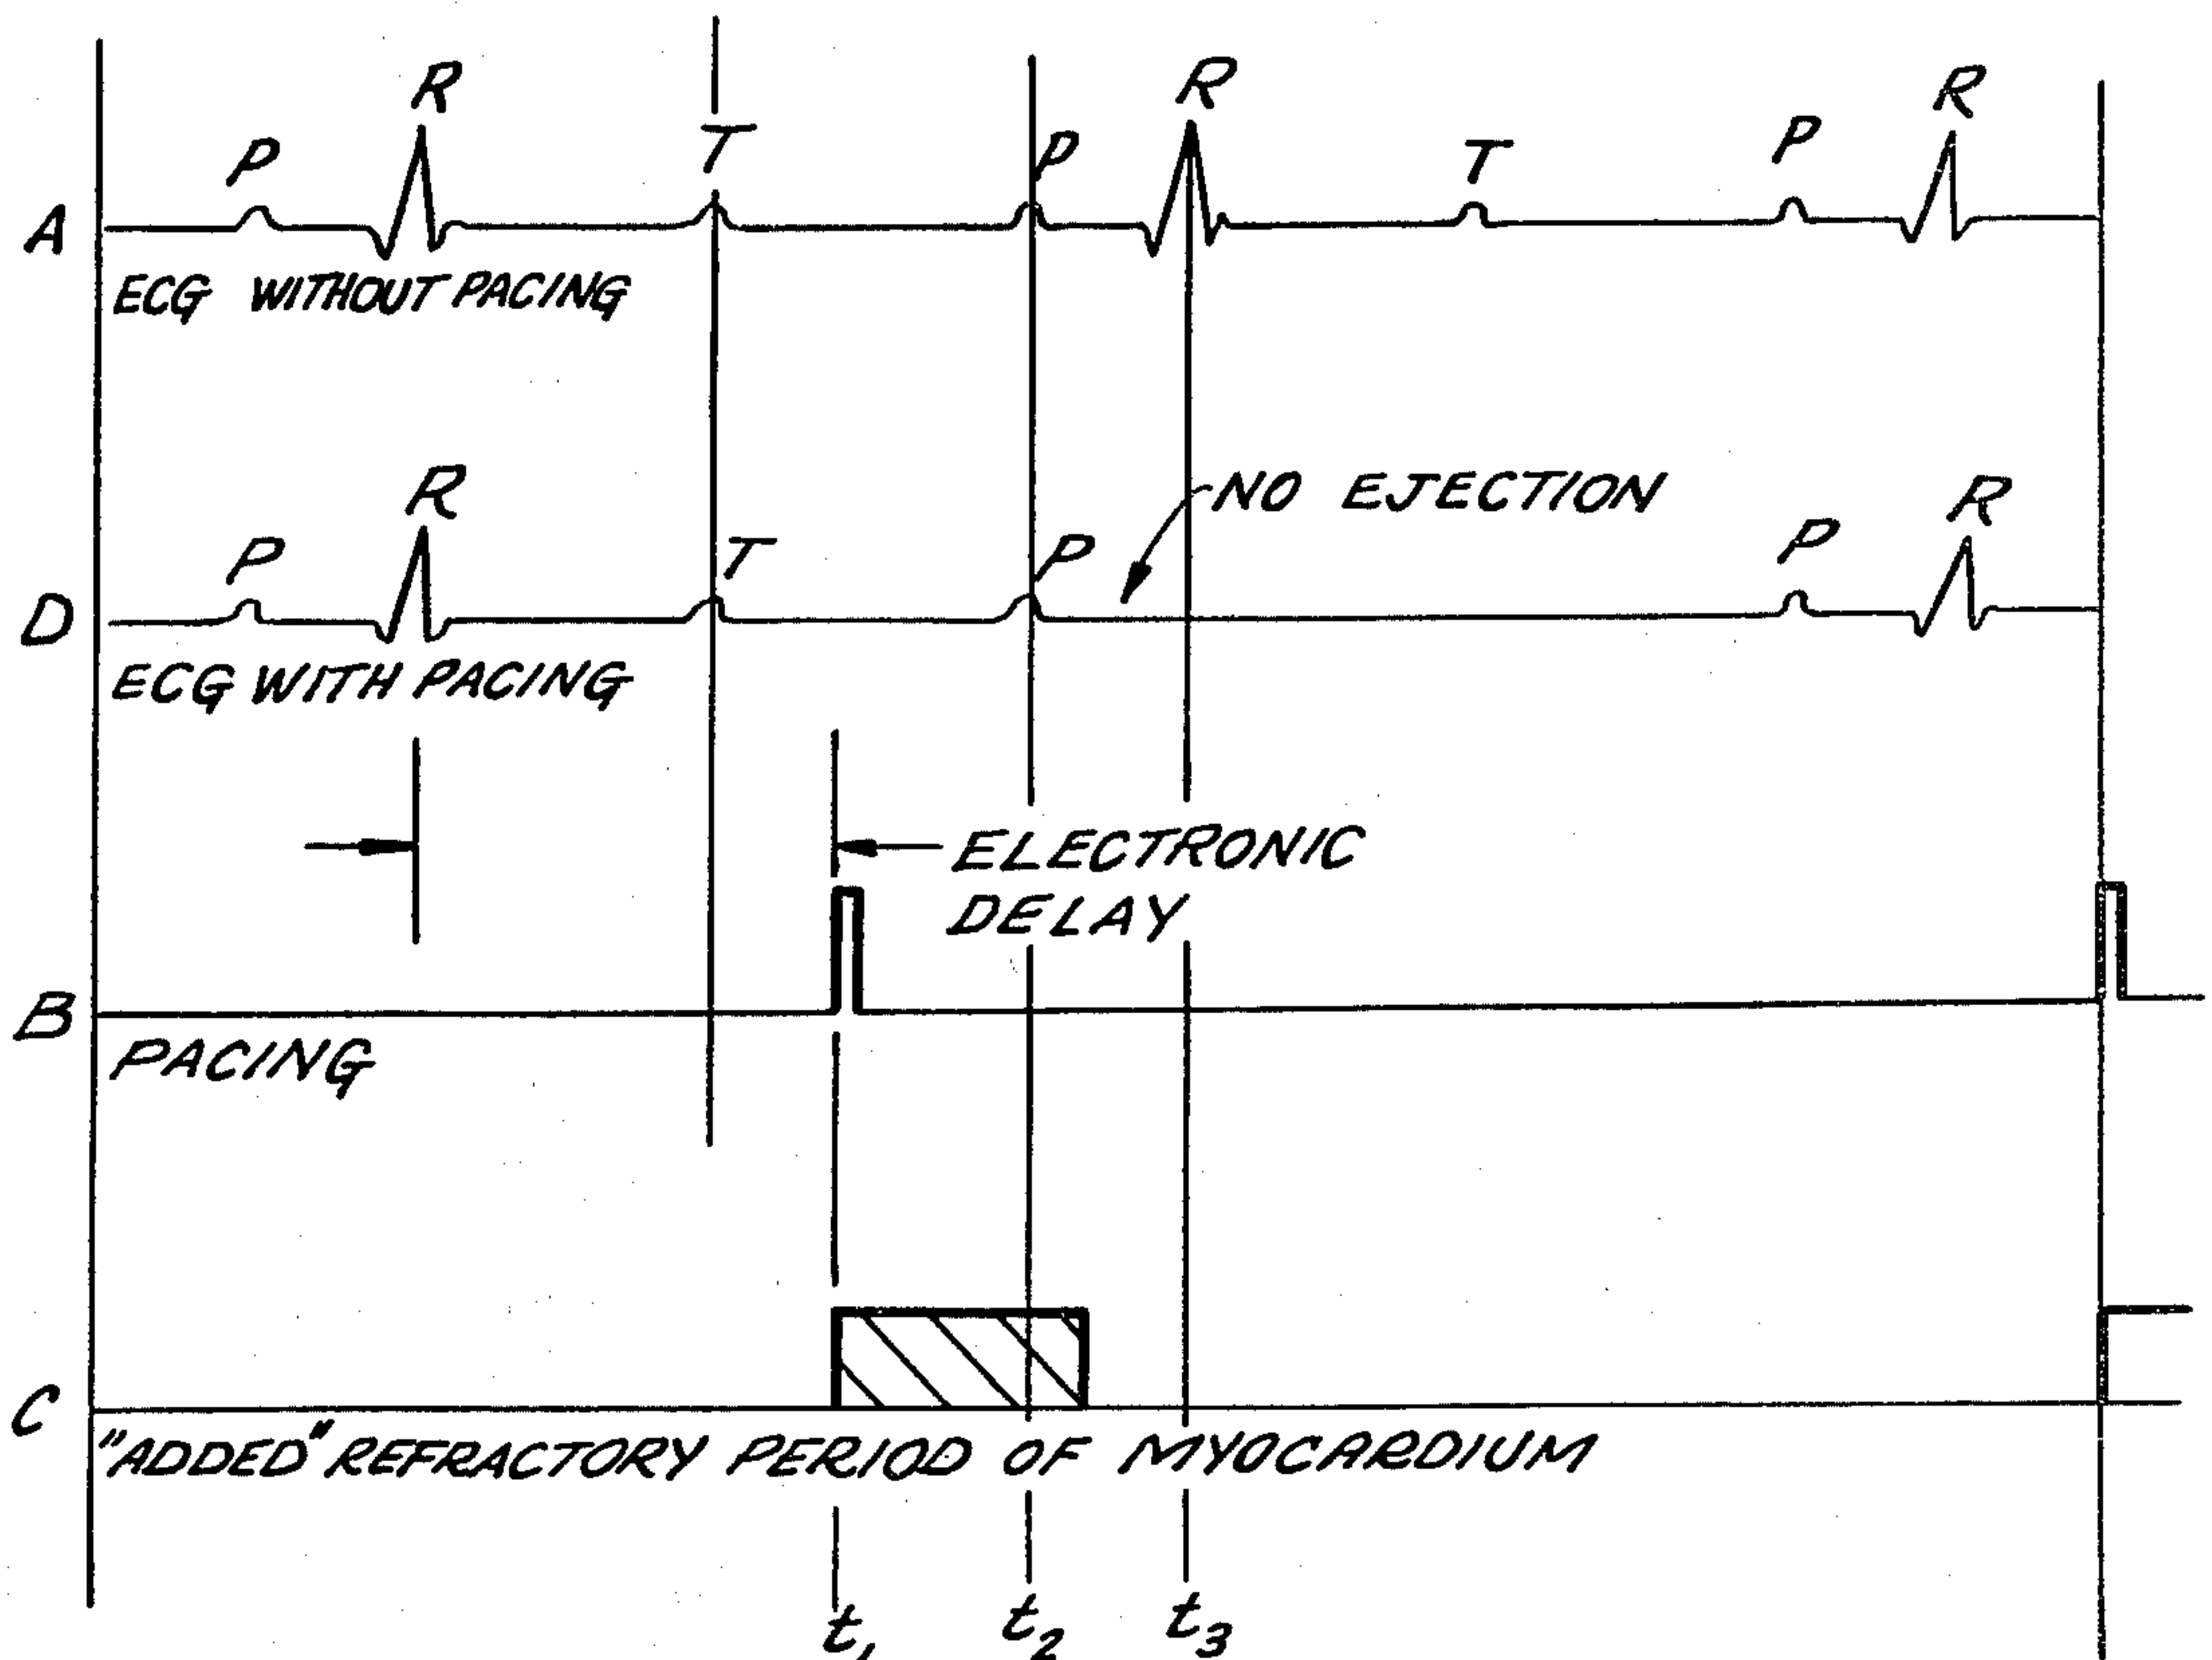 R R R
P T P T P
A
ECG WITHOUT PACING
R NO EJECTION R
P T P P
D
ECG WITH PACING
ELECTRONIC
DELAY
B
PACING
C
"ADDED" REFRACTORY PERIOD OF MYOCARDIUM
t₁ t₂ t₃